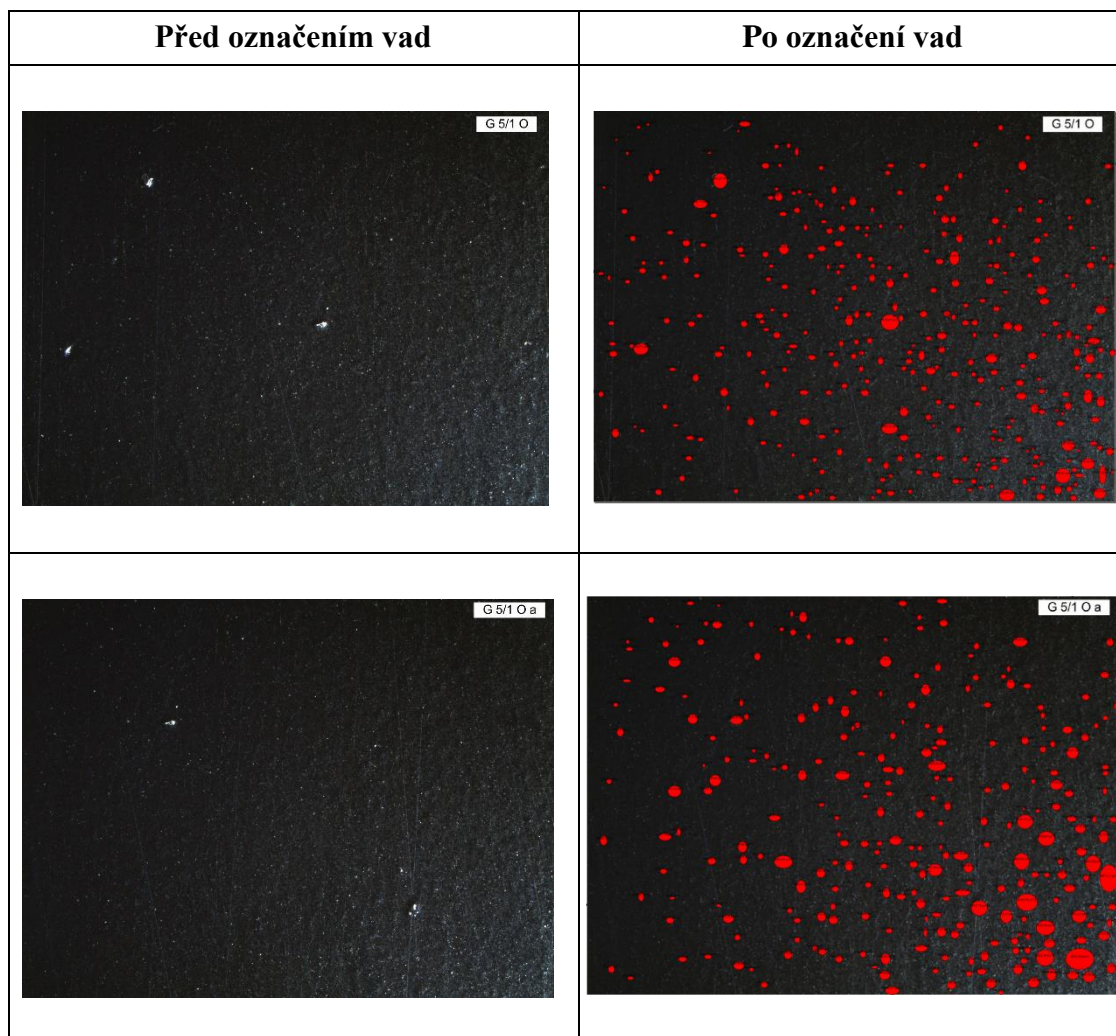 Před označením vad
Po označení vad
G 5/1 O
G 5/1 O
G 5/1 O a
G 5/1 O a